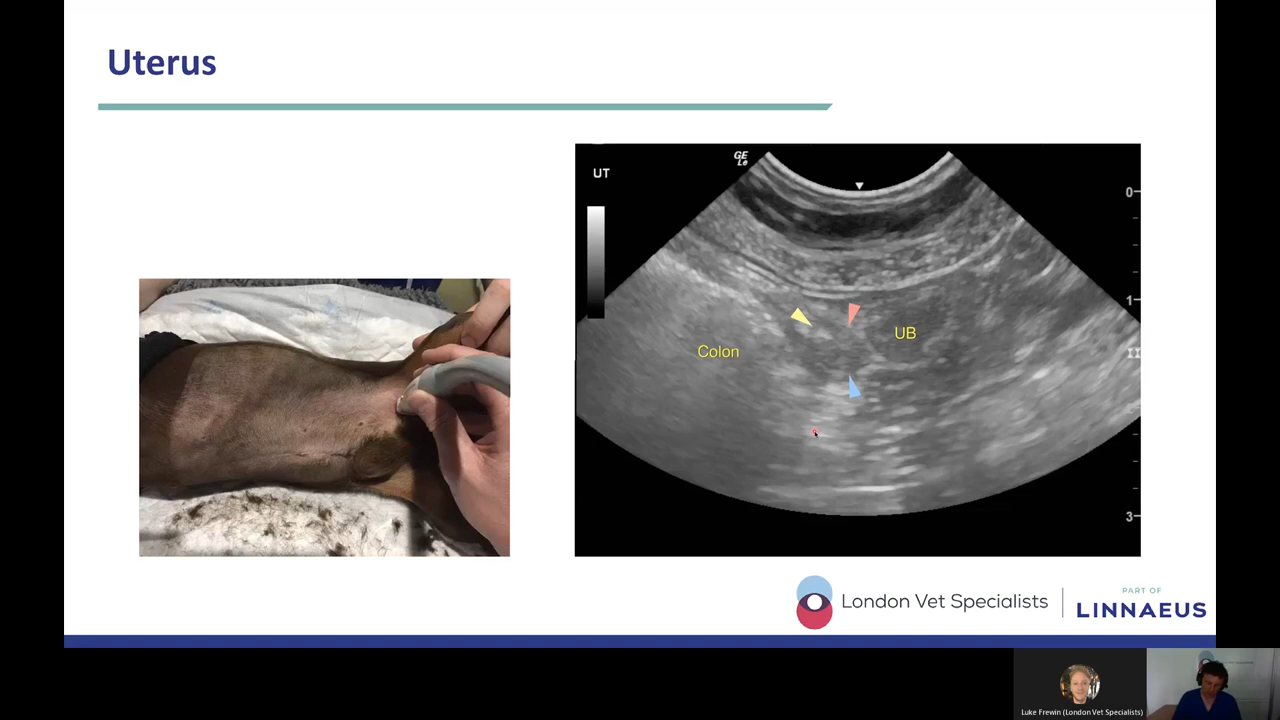 Uterus
GE
Le
UT
0
Colon
UB
1
3
London Vet Specialists
PART OF
LINNAEUS
Luke Frewin (London Vet Specialists)